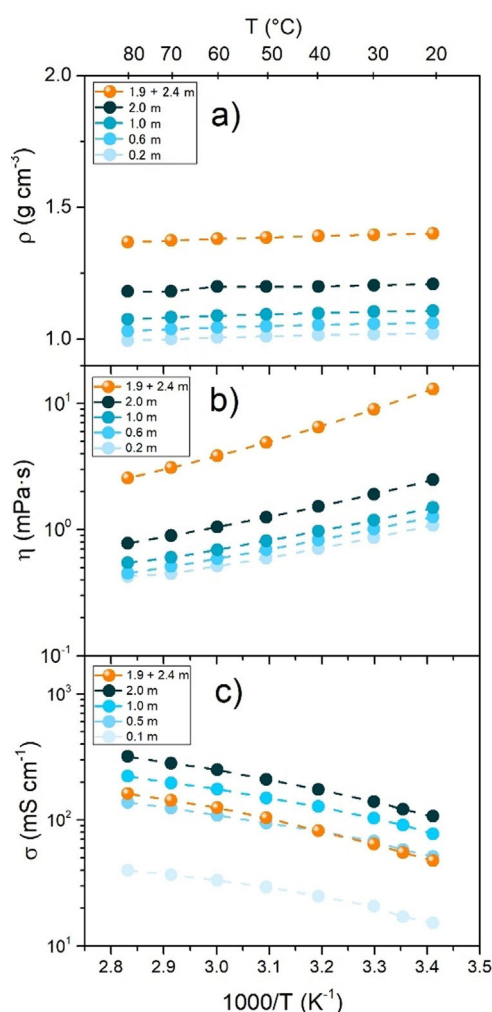 T (°C)
80 70 60 50 40 30 20
2.0
1.9 + 2.4 m
2.0 m
1.0 m
0.6 m
0.2 m
a)
ρ (g cm⁻³)
1.5
1.0
10¹
1.9 + 2.4 m
2.0 m
1.0 m
0.6 m
0.2 m
b)
η (mPa·s)
10⁰
10⁻¹
1.9 + 2.4 m
2.0 m
1.0 m
0.5 m
0.1 m
c)
10³
σ (mS cm⁻¹)
10²
10¹
2.8 2.9 3.0 3.1 3.2 3.3 3.4 3.5
1000/T (K⁻¹)